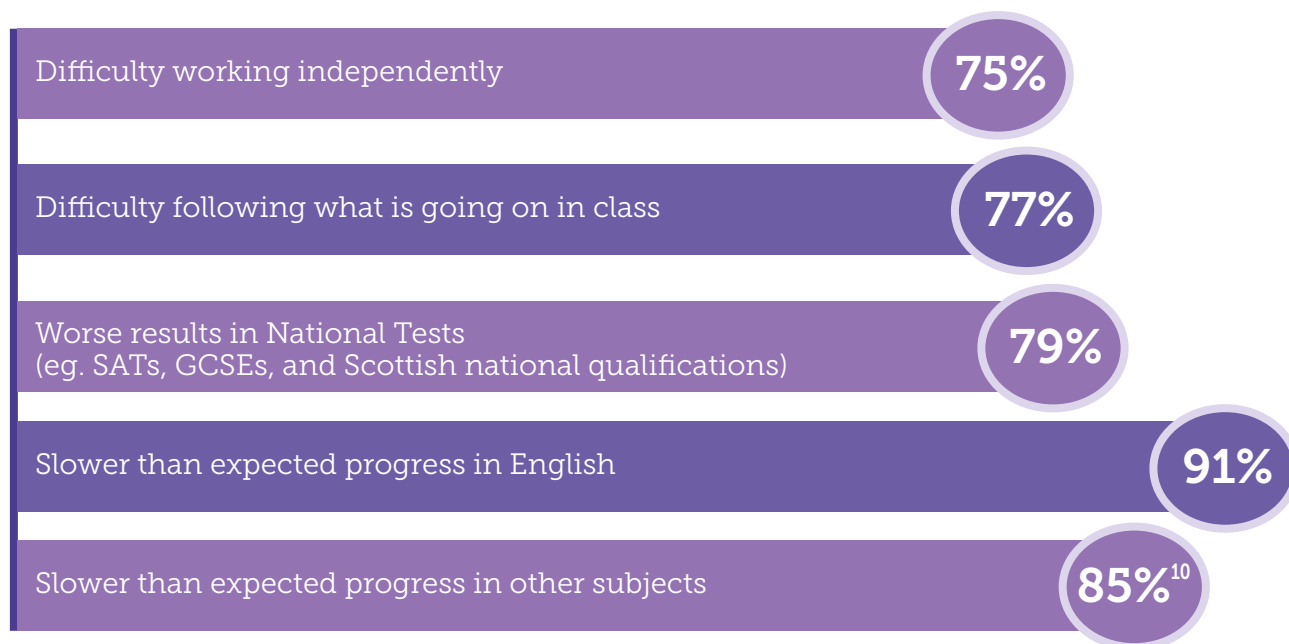 Difficulty working independently
75%
Difficulty following what is going on in class
77%
Worse results in National Tests
(eg. SATs, GCSEs, and Scottish national qualifications)
79%
Slower than expected progress in English
91%
Slower than expected progress in other subjects
85%¹⁰